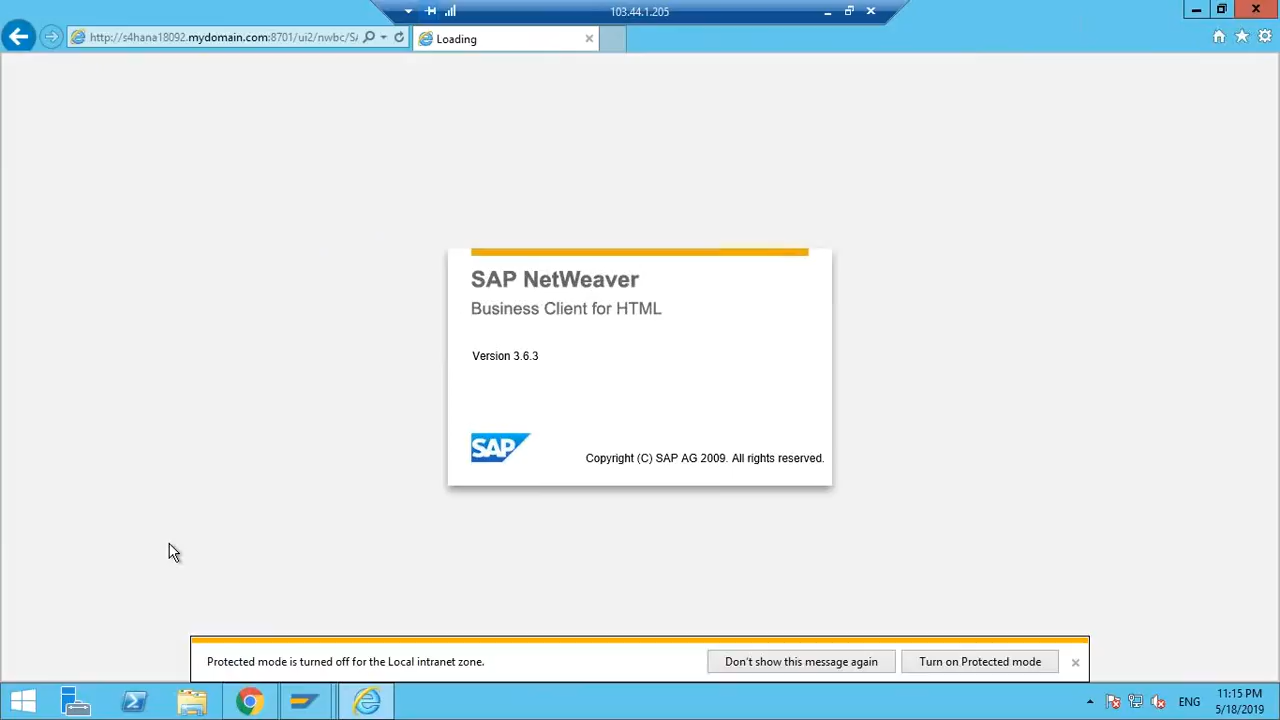 103.44.1.205
http://s4hana18092.mydomain.com:8701/ui2/nwbc/S
Loading
SAP NetWeaver
Business Client for HTML
Version 3.6.3
SAP
Copyright (C) SAP AG 2009. All rights reserved.
Protected mode is turned off for the Local intranet zone.
Don't show this message again
Turn on Protected mode
ENG
11:15 PM
5/18/2019